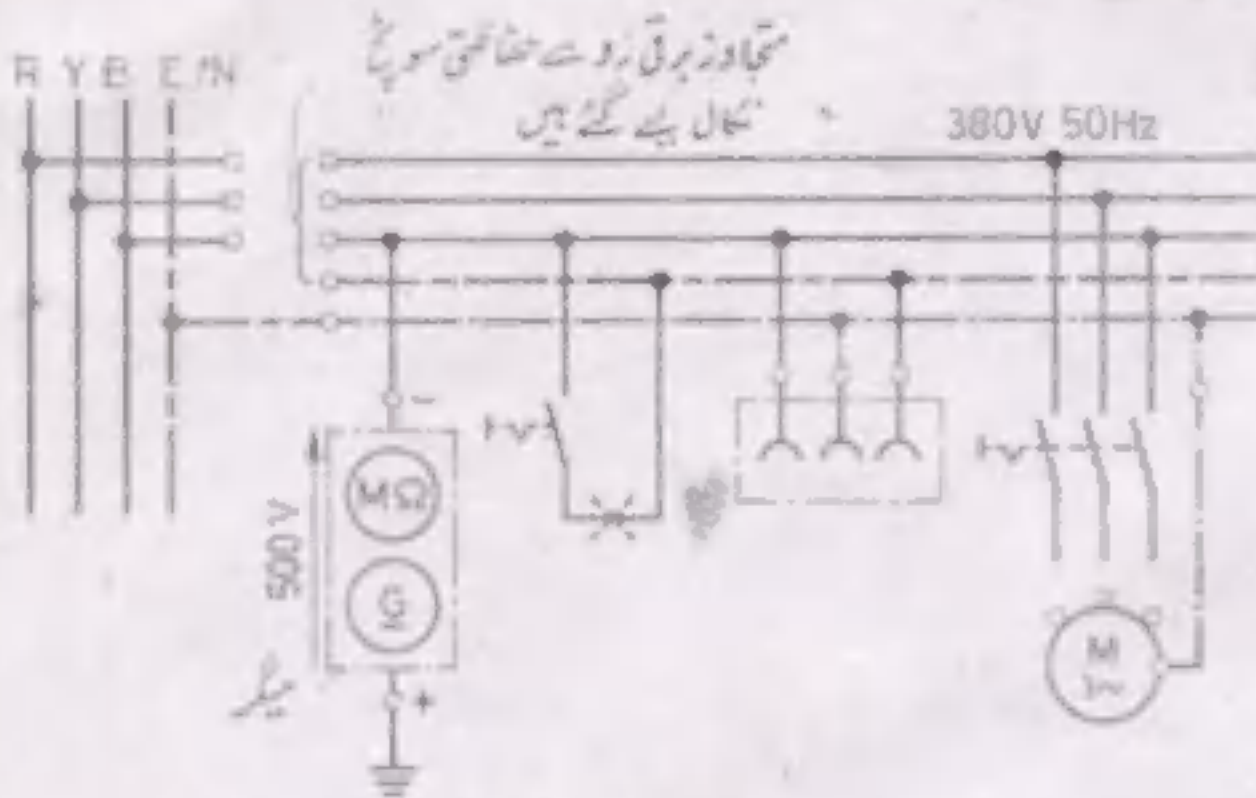 متجاوز برقی رو سے حفاظتی سوئچ
نکال لیے گئے ہیں
R Y B E/N
380V 50Hz
-
MΩ
500 V
G
میگر
+
M
3~